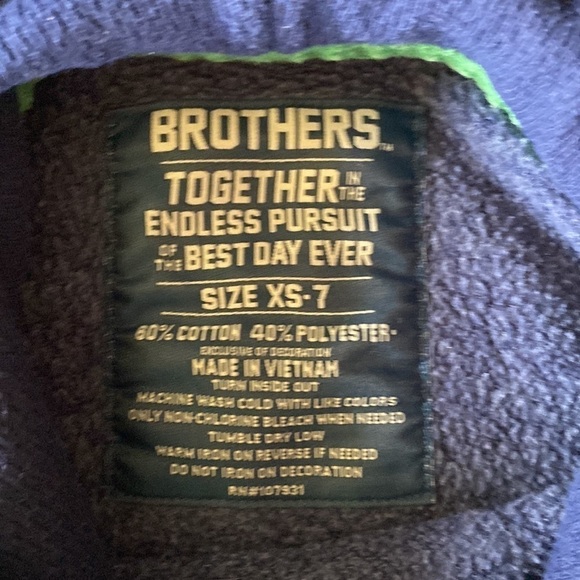 BROTHERS™
TOGETHER IN THE
ENDLESS PURSUIT
OF THE BEST DAY EVER
SIZE XS-7
60% COTTON 40% POLYESTER·
EXCLUSIVE OF DECORATION
MADE IN VIETNAM
TURN INSIDE OUT
MACHINE WASH COLD WITH LIKE COLORS
ONLY NON-CHLORINE BLEACH WHEN NEEDED
TUMBLE DRY LOW
WARM IRON ON REVERSE IF NEEDED
DO NOT IRON ON DECORATION
RN#107931